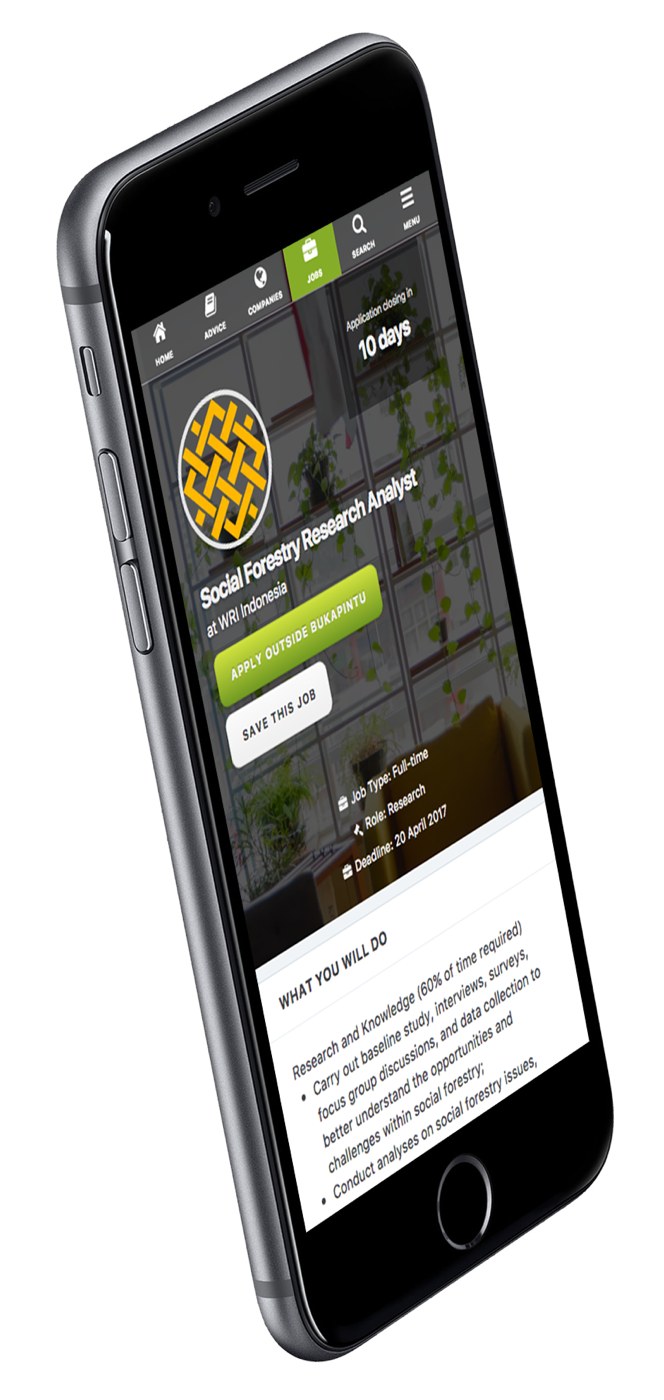 HOME
ADVICE
COMPANIES
JOBS
SEARCH
MENU
Application closing in
10 days
Social Forestry Research Analyst
at WRI Indonesia
APPLY OUTSIDE BUKAPINTU
SAVE THIS JOB
Job Type: Full-time
Role: Research
Deadline: 20 April 2017
WHAT YOU WILL DO
Research and Knowledge (60% of time required)
• Carry out baseline study, interviews, surveys,
focus group discussions, and data collection to
better understand the opportunities and
challenges within social forestry;
• Conduct analyses on social forestry issues,